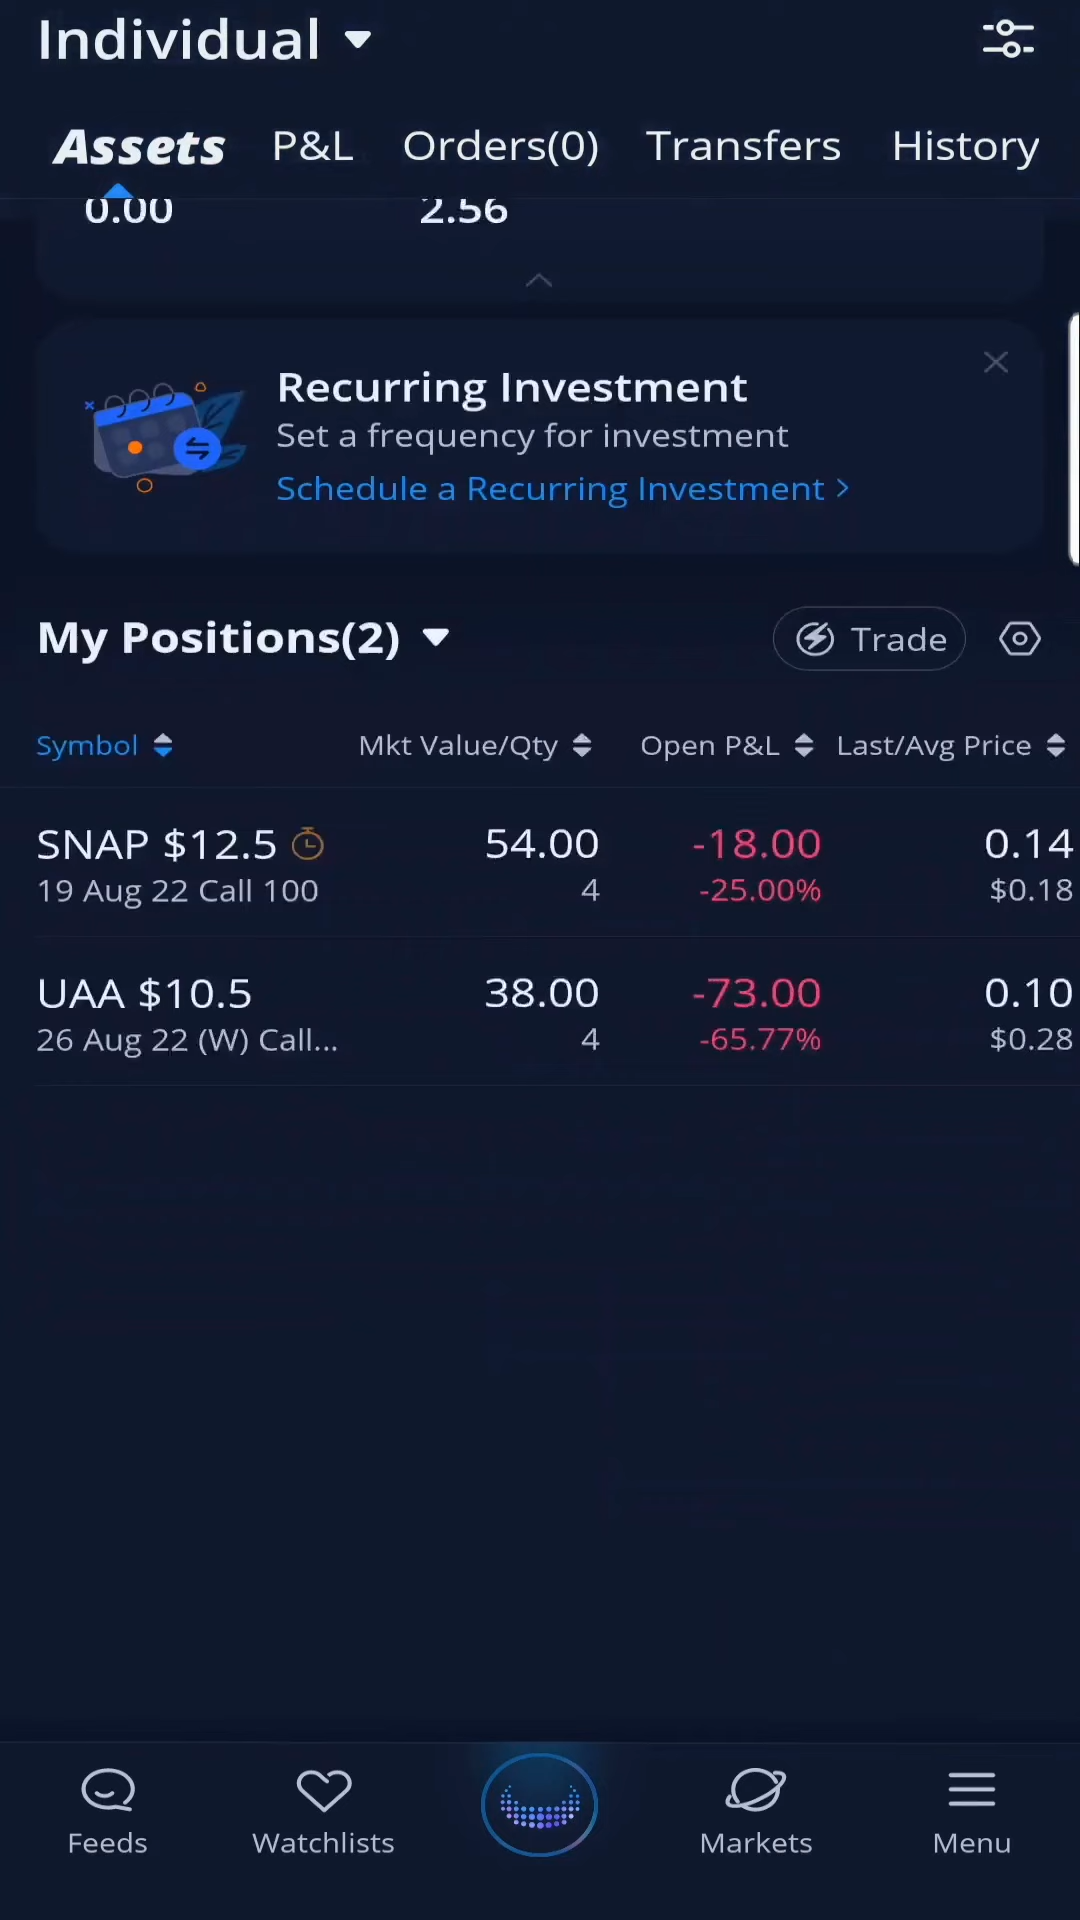 Individual
Assets P&L Orders(0) Transfers History
0.00 2.56
Recurring Investment
Set a frequency for investment
Schedule a Recurring Investment >
My Positions(2) Trade
Symbol Mkt Value/Qty Open P&L Last/Avg Price
SNAP $12.5 54.00 -18.00 0.14
19 Aug 22 Call 100 4 -25.00% $0.18
UAA $10.5 38.00 -73.00 0.10
26 Aug 22 (W) Call... 4 -65.77% $0.28
Feeds Watchlists Markets Menu